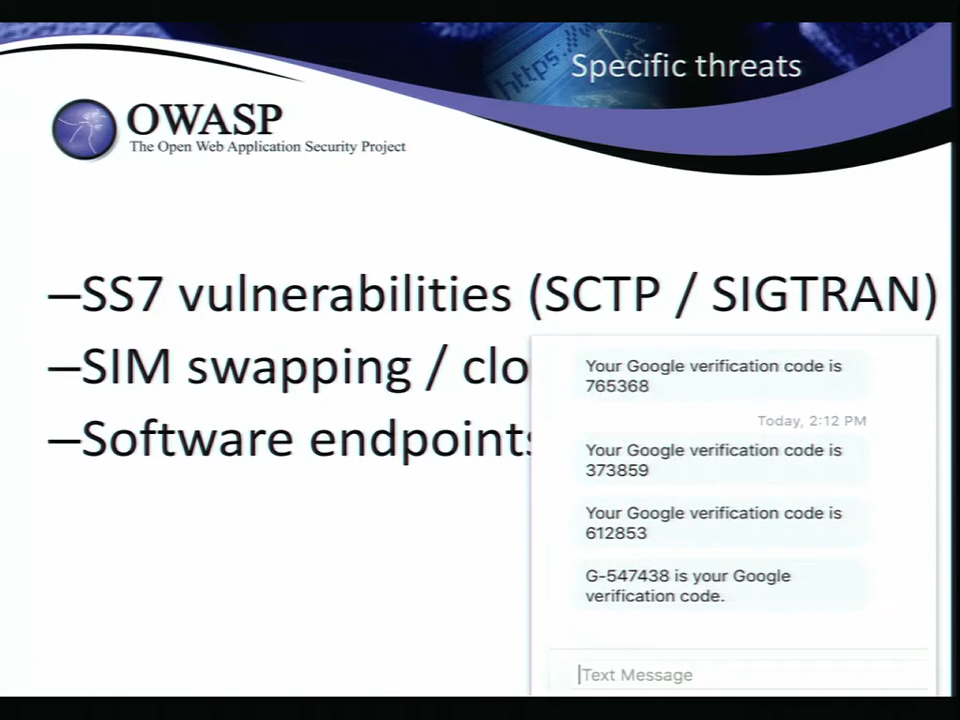 https://w
Specific threats
OWASP
The Open Web Application Security Project
–SS7 vulnerabilities (SCTP / SIGTRAN)
–SIM swapping / clo
–Software endpoints
Your Google verification code is
765368
Today, 2:12 PM
Your Google verification code is
373859
Your Google verification code is
612853
G-547438 is your Google
verification code.
Text Message